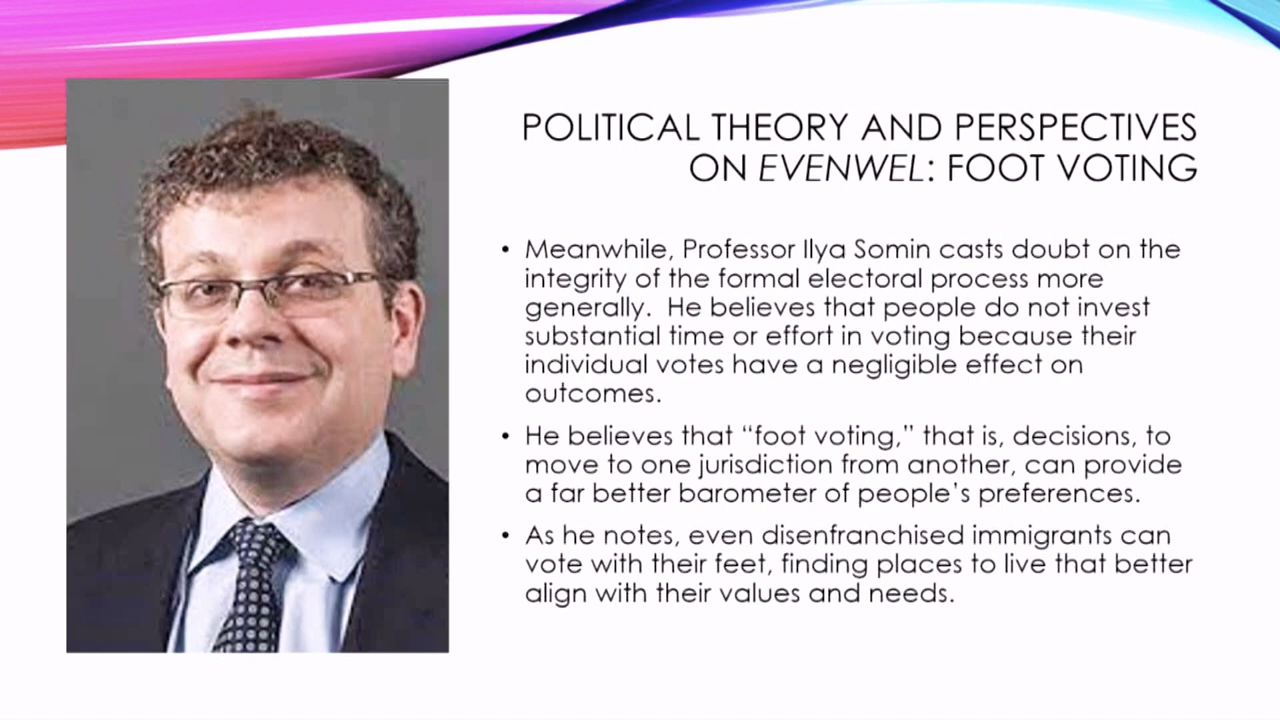 POLITICAL THEORY AND PERSPECTIVES
ON EVENWEL: FOOT VOTING
• Meanwhile, Professor Ilya Somin casts doubt on the
integrity of the formal electoral process more
generally.  He believes that people do not invest
substantial time or effort in voting because their
individual votes have a negligible effect on
outcomes.
• He believes that “foot voting,” that is, decisions, to
move to one jurisdiction from another, can provide
a far better barometer of people’s preferences.
• As he notes, even disenfranchised immigrants can
vote with their feet, finding places to live that better
align with their values and needs.